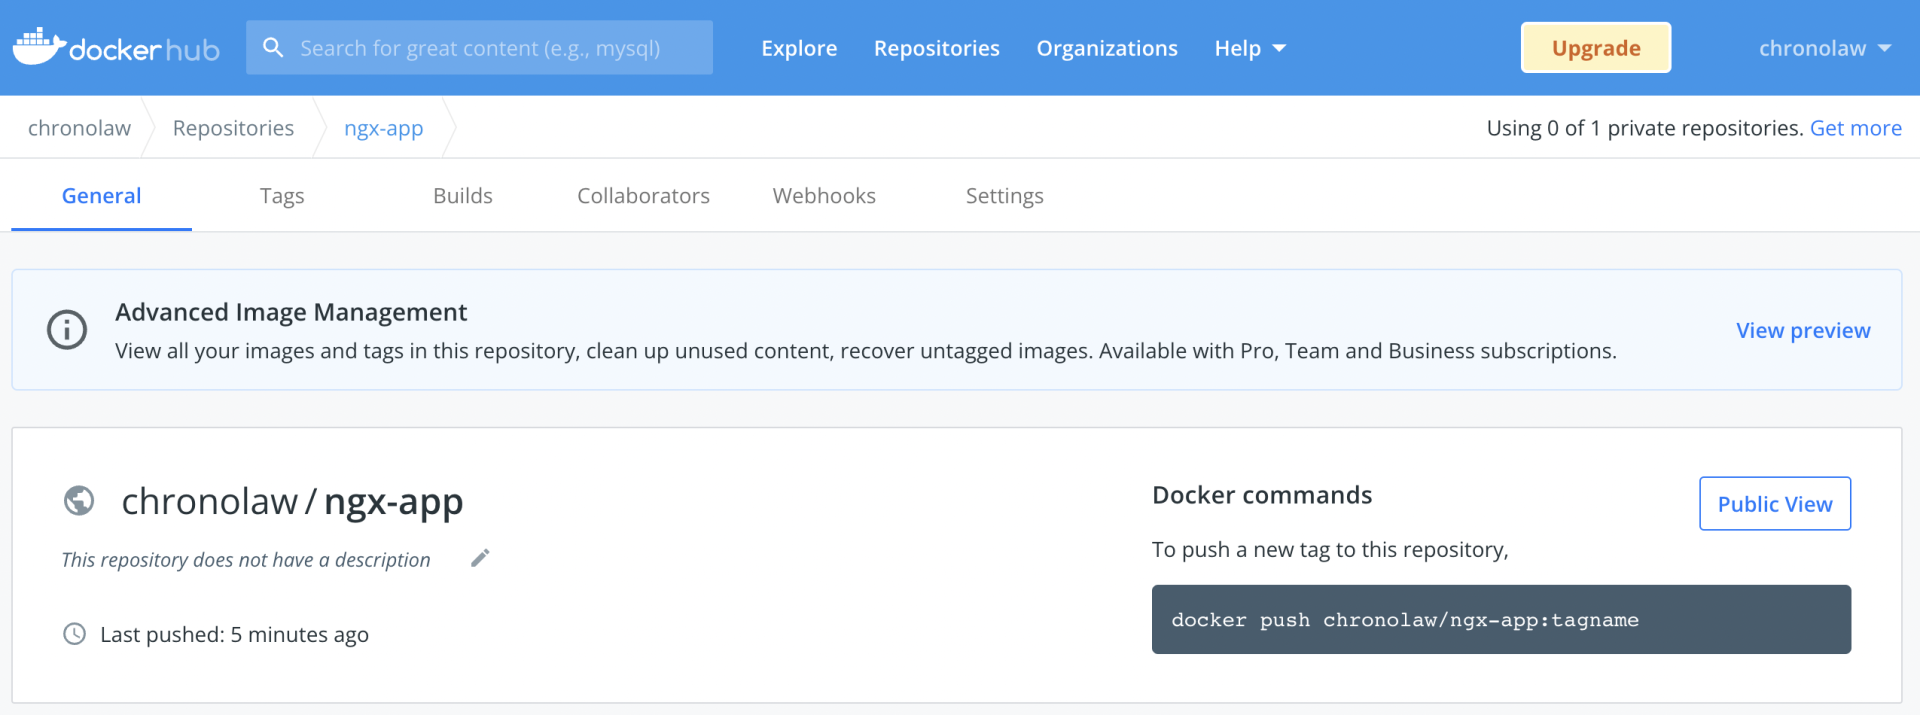 docker hub
Search for great content (e.g., mysql)
Explore
Repositories
Organizations
Help
Upgrade
chronolaw
chronolaw
Repositories
ngx-app
Using 0 of 1 private repositories. Get more
General
Tags
Builds
Collaborators
Webhooks
Settings
Advanced Image Management
View all your images and tags in this repository, clean up unused content, recover untagged images. Available with Pro, Team and Business subscriptions.
View preview
chronolaw / ngx-app
This repository does not have a description
Last pushed: 5 minutes ago
Docker commands
Public View
To push a new tag to this repository,
docker push chronolaw/ngx-app:tagname